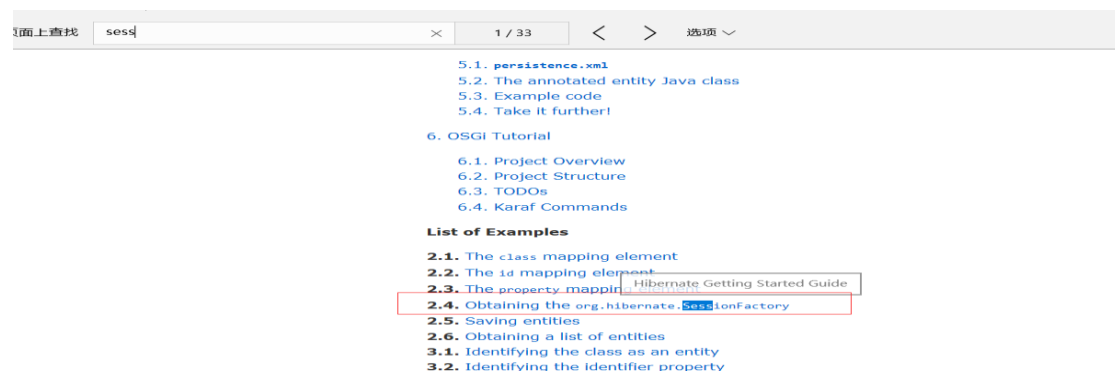 页面上查找 sess 1 / 33 选项
5.1. persistence.xml
5.2. The annotated entity Java class
5.3. Example code
5.4. Take it further!
6. OSGi Tutorial
6.1. Project Overview
6.2. Project Structure
6.3. TODOs
6.4. Karaf Commands
List of Examples
2.1. The class mapping element
2.2. The id mapping element
Hibernate Getting Started Guide
2.3. The property mapping element
2.4. Obtaining the org.hibernate.SessionFactory
2.5. Saving entities
2.6. Obtaining a list of entities
3.1. Identifying the class as an entity
3.2. Identifying the identifier property